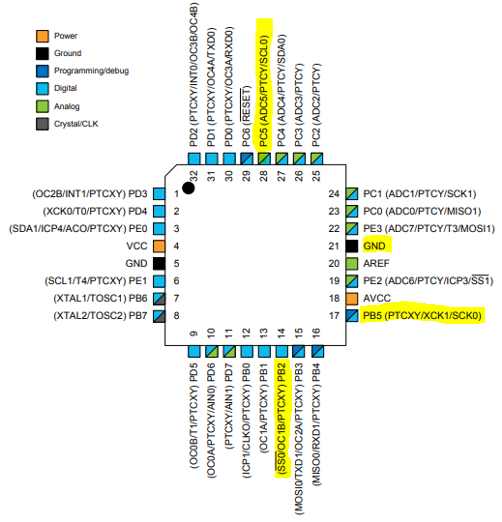 Power
Ground
Programming/debug
Digital
Analog
Crystal/CLK
PD2 (PTCXY/INT0/OC3B/OC4B)
PD1 (PTCXY/OC4A/TXD0)
PD0 (PTCXY/OC3A/RXD0)
PC6 (RESET)
PC5 (ADC5/PTCY/SCL0)
PC4 (ADC4/PTCY/SDA0)
PC3 (ADC3/PTCY)
PC2 (ADC2/PTCY)
32 31 30 29 28 27 26 25
(OC2B/INT1/PTCXY) PD3 1
(XCK0/T0/PTCXY) PD4 2
(SDA1/ICP4/ACO/PTCXY) PE0 3
VCC 4
GND 5
(SCL1/T4/PTCXY) PE1 6
(XTAL1/TOSC1) PB6 7
(XTAL2/TOSC2) PB7 8
24 PC1 (ADC1/PTCY/SCK1)
23 PC0 (ADC0/PTCY/MISO1)
22 PE3 (ADC7/PTCY/T3/MOSI1)
21 GND
20 AREF
19 PE2 (ADC6/PTCY/ICP3/SS1)
18 AVCC
17 PB5 (PTCXY/XCK1/SCK0)
9 10 11 12 13 14 15 16
(OC0B/T1/PTCXY) PD5
(OC0A/PTCXY/AIN0) PD6
(PTCXY/AIN1) PD7
(ICP1/CLKO/PTCXY) PB0
(OC1A/PTCXY) PB1
(SS0/OC1B/PTCXY) PB2
(MOSI0/TXD1/OC2A/PTCXY) PB3
(MISO0/RXD1/PTCXY) PB4